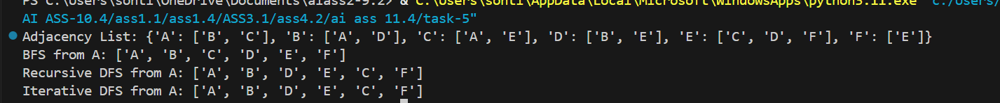 PS C:\Users\sonti\OneDrive\Documents\aiass2-9.2> & C:\Users\sonti\AppData\Local\Microsoft\WindowsApps\python3.11.exe "c:/Users/
AI ASS-10.4/ass1.1/ass1.4/ASS3.1/ass4.2/ai ass 11.4/task-5"
Adjacency List: {'A': ['B', 'C'], 'B': ['A', 'D'], 'C': ['A', 'E'], 'D': ['B', 'E'], 'E': ['C', 'D', 'F'], 'F': ['E']}
BFS from A: ['A', 'B', 'C', 'D', 'E', 'F']
Recursive DFS from A: ['A', 'B', 'D', 'E', 'C', 'F']
Iterative DFS from A: ['A', 'B', 'D', 'E', 'C', 'F']